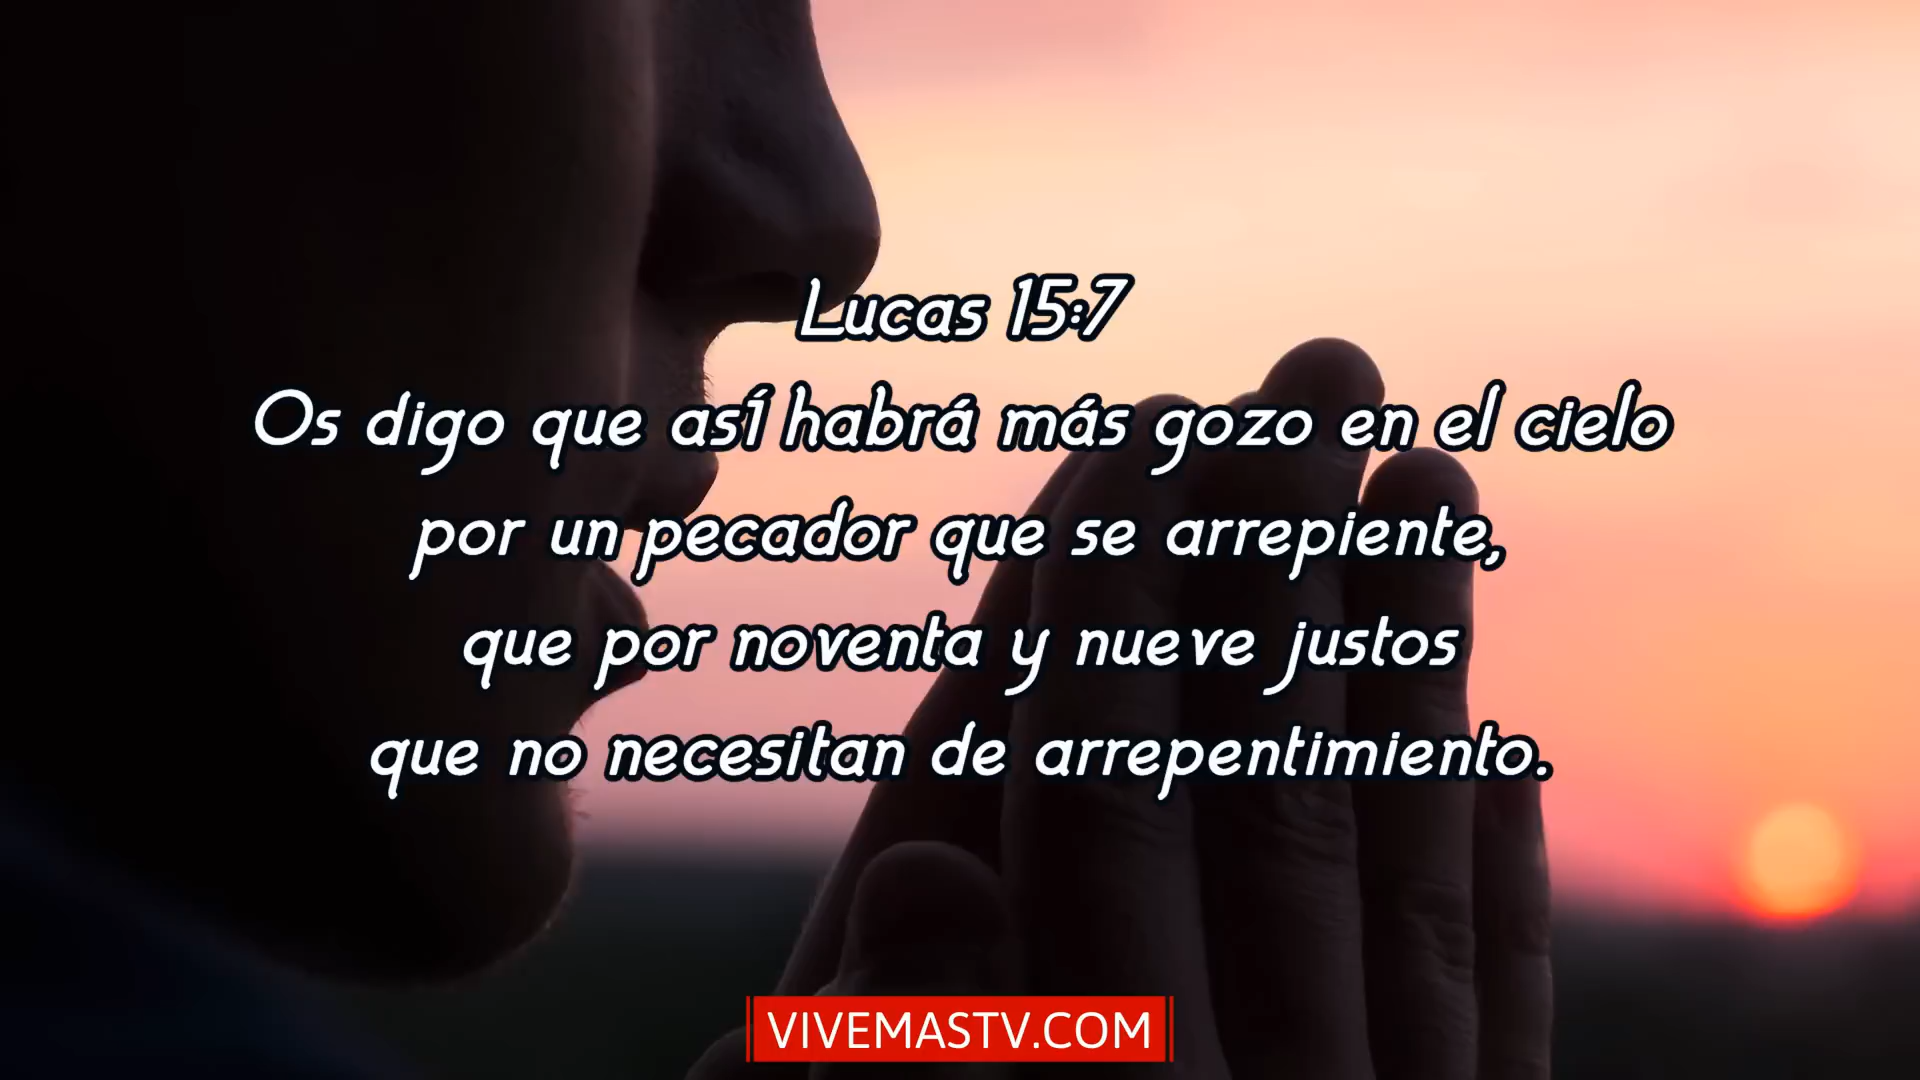 Lucas 15:7
Os digo que así habrá más gozo en el cielo
por un pecador que se arrepiente,
que por noventa y nueve justos
que no necesitan de arrepentimiento.
VIVEMASTV.COM